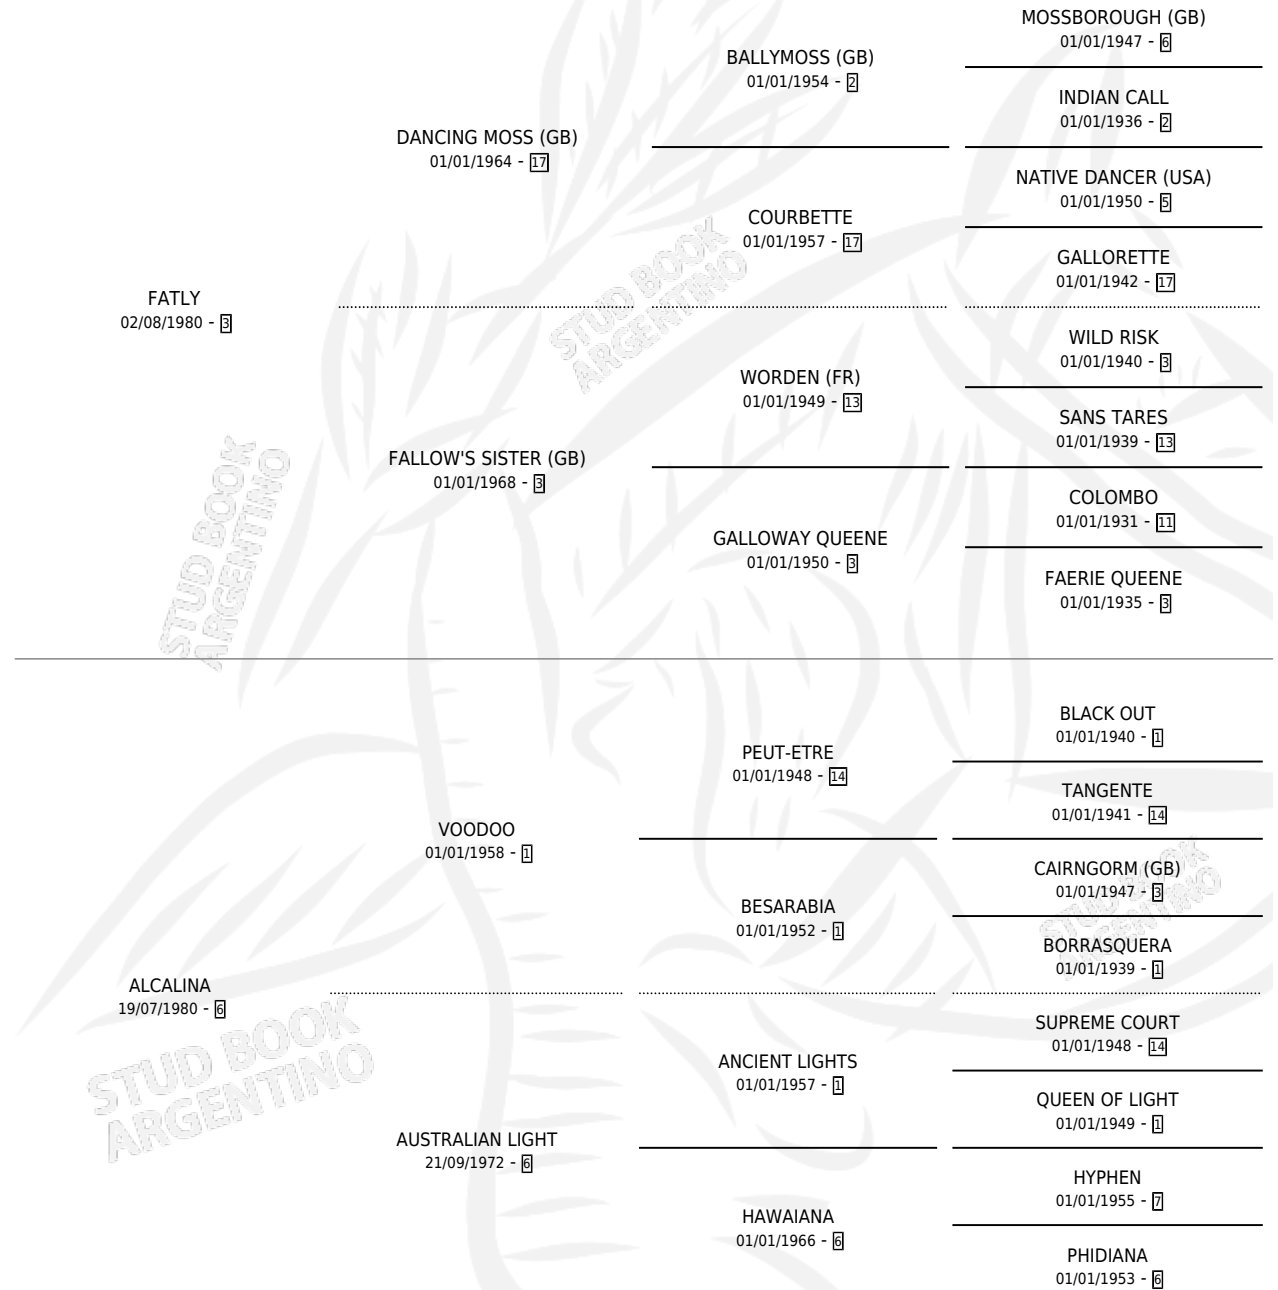 MOSSBOROUGH (GB)
01/01/1947 - 6
BALLYMOSS (GB)
01/01/1954 - 2
INDIAN CALL
01/01/1936 - 2
DANCING MOSS (GB)
01/01/1964 - 17
NATIVE DANCER (USA)
01/01/1950 - 5
COURBETTE
01/01/1957 - 17
GALLORETTE
01/01/1942 - 17
FATLY
02/08/1980 - 3
WILD RISK
01/01/1940 - 3
WORDEN (FR)
01/01/1949 - 13
SANS TARES
01/01/1939 - 13
FALLOW'S SISTER (GB)
01/01/1968 - 3
COLOMBO
01/01/1931 - 11
GALLOWAY QUEENE
01/01/1950 - 3
FAERIE QUEENE
01/01/1935 - 3
STUD BOOK
ARGENTINO
STUD BOOK
ARGENTINO
BLACK OUT
01/01/1940 - 1
PEUT-ETRE
01/01/1948 - 14
TANGENTE
01/01/1941 - 14
VOODOO
01/01/1958 - 1
CAIRNGORM (GB)
01/01/1947 - 3
BESARABIA
01/01/1952 - 1
BORRASQUERA
01/01/1939 - 1
ALCALINA
19/07/1980 - 6
SUPREME COURT
01/01/1948 - 14
ANCIENT LIGHTS
01/01/1957 - 1
QUEEN OF LIGHT
01/01/1949 - 1
AUSTRALIAN LIGHT
21/09/1972 - 6
HYPHEN
01/01/1955 - 7
HAWAIANA
01/01/1966 - 6
PHIDIANA
01/01/1953 - 6
STUD BOOK
ARGENTINO
STUD BOOK
ARGENTINO